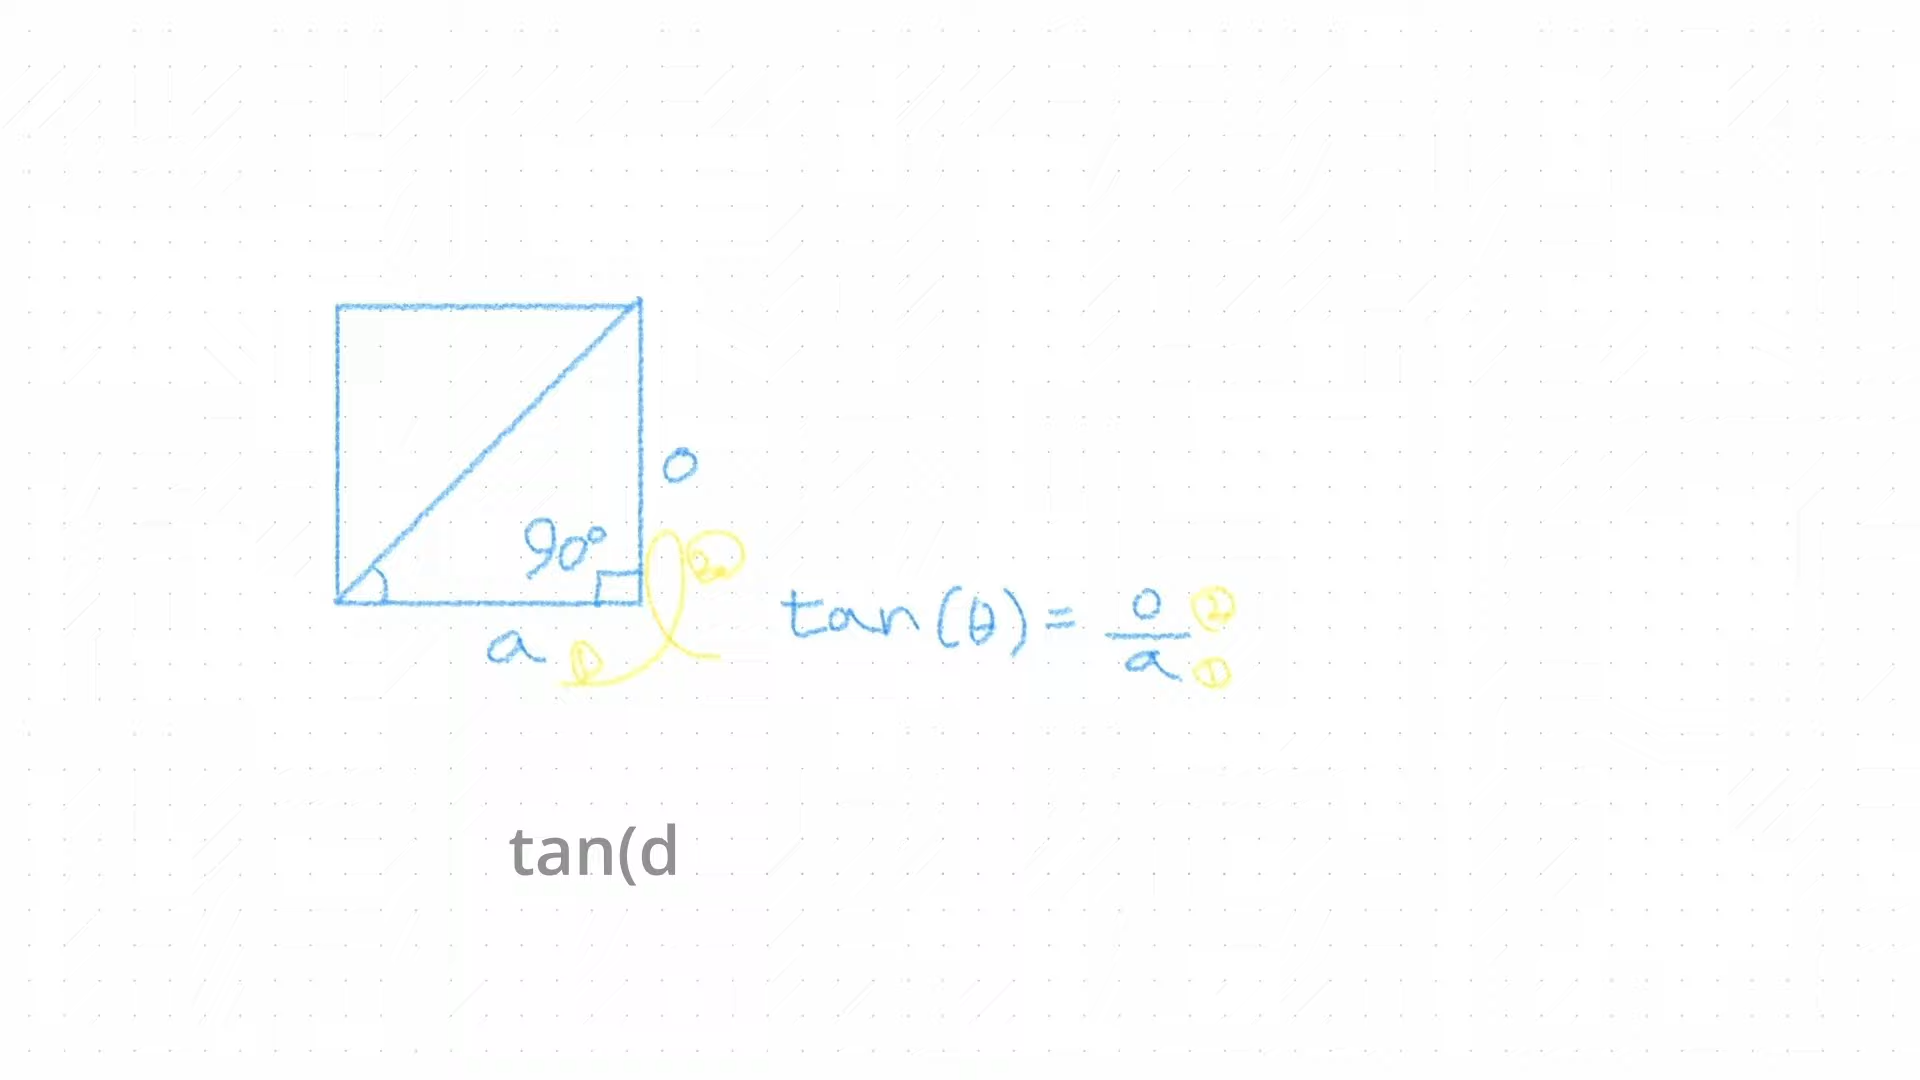 o
90°
②
a ①
tan(θ) = o/a ② ①
tan(d